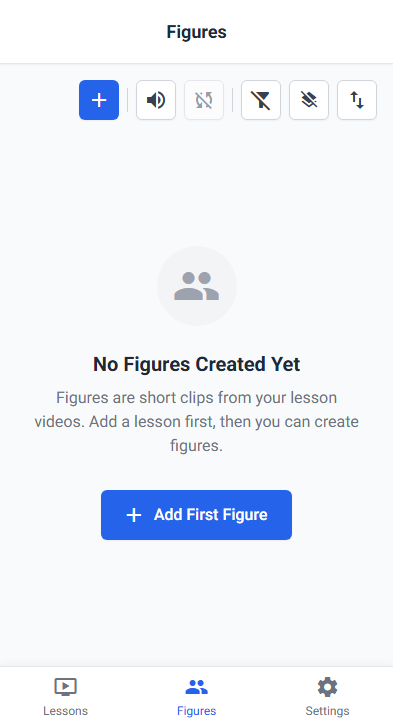 Figures
No Figures Created Yet
Figures are short clips from your lesson
videos. Add a lesson first, then you can create
figures.
Add First Figure
Lessons
Figures
Settings